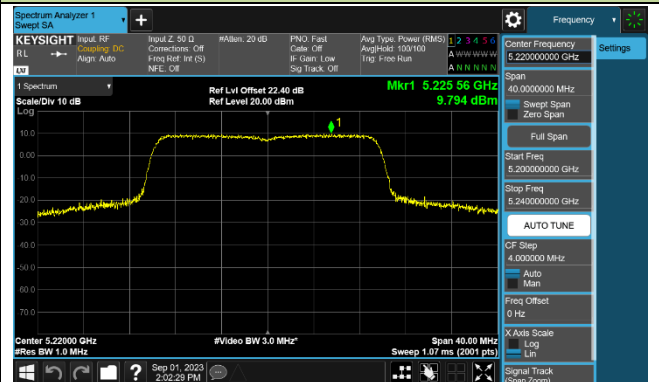 Spectrum Analyzer 1
Swept SA
Frequency
KEYSIGHT
RL
LXI
Input: RF
Coupling: DC
Align: Auto
Input Z: 50 Ω
Corrections: Off
Freq Ref: Int (S)
NFE: Off
#Atten: 20 dB
PNO: Fast
Gate: Off
IF Gain: Low
Sig Track: Off
Avg Type: Power (RMS)
Avg|Hold: 100/100
Trig: Free Run
1 2 3 4 5 6
A W W W W W
A N N N N N
1 Spectrum
Scale/Div 10 dB
Log
Ref Lvl Offset 22.40 dB
Ref Level 20.00 dBm
Mkr1 5.225 56 GHz
9.794 dBm
1
10.0
0.00
-10.0
-20.0
-30.0
-40.0
-50.0
-60.0
-70.0
Center 5.22000 GHz
#Res BW 1.0 MHz
#Video BW 3.0 MHz*
Span 40.00 MHz
Sweep 1.07 ms (2001 pts)
Center Frequency
5.220000000 GHz
Settings
Span
40.0000000 MHz
Swept Span
Zero Span
Full Span
Start Freq
5.200000000 GHz
Stop Freq
5.240000000 GHz
AUTO TUNE
CF Step
4.000000 MHz
Auto
Man
Freq Offset
0 Hz
X Axis Scale
Log
Lin
Signal Track
(Span Zoom)
?
Sep 01, 2023
2:02:29 PM